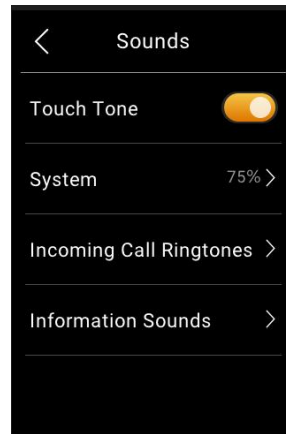 Sounds
Touch Tone
System 75%
Incoming Call Ringtones
Information Sounds